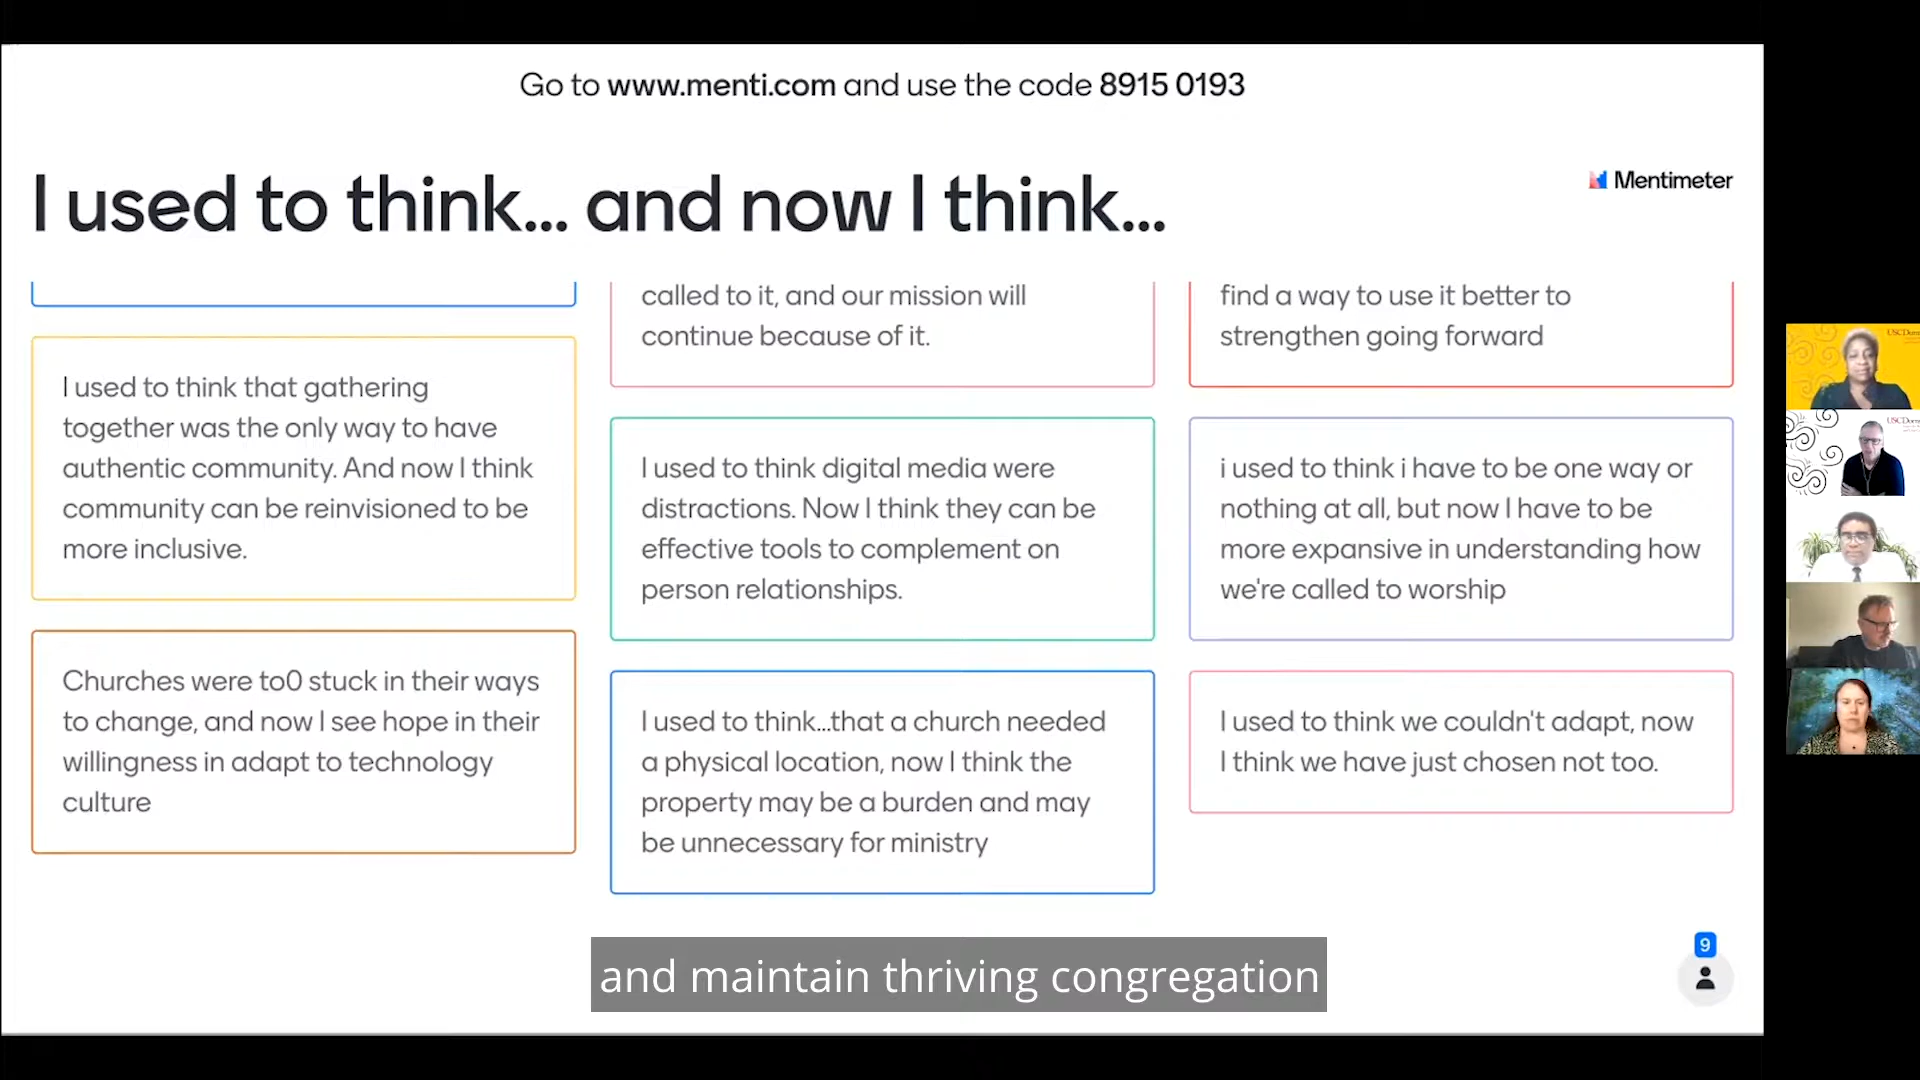 Go to www.menti.com and use the code 8915 0193
I used to think... and now I think...
Mentimeter
I used to think that gathering
together was the only way to have
authentic community. And now I think
community can be reinvisioned to be
more inclusive.
Churches were to0 stuck in their ways
to change, and now I see hope in their
willingness in adapt to technology
culture
called to it, and our mission will
continue because of it.
I used to think digital media were
distractions. Now I think they can be
effective tools to complement on
person relationships.
I used to think...that a church needed
a physical location, now I think the
property may be a burden and may
be unnecessary for ministry
find a way to use it better to
strengthen going forward
i used to think i have to be one way or
nothing at all, but now I have to be
more expansive in understanding how
we're called to worship
I used to think we couldn't adapt, now
I think we have just chosen not too.
9
and maintain thriving congregation